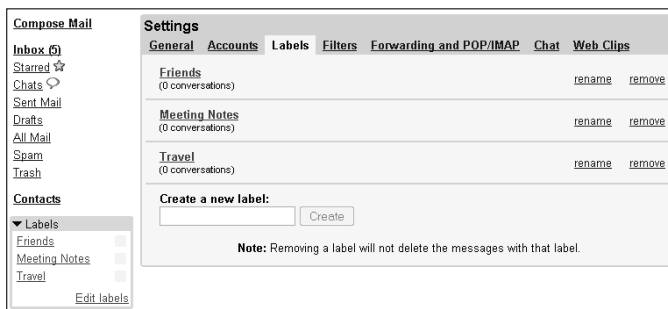 Compose Mail
Inbox (5)
Starred
Chats
Sent Mail
Drafts
All Mail
Spam
Trash
Contacts
Labels
Friends
Meeting Notes
Travel
Edit labels
Settings
General Accounts Labels Filters Forwarding and POP/IMAP Chat Web Clips
Friends rename remove
(0 conversations)
Meeting Notes rename remove
(0 conversations)
Travel rename remove
(0 conversations)
Create a new label:
Create
Note: Removing a label will not delete the messages with that label.